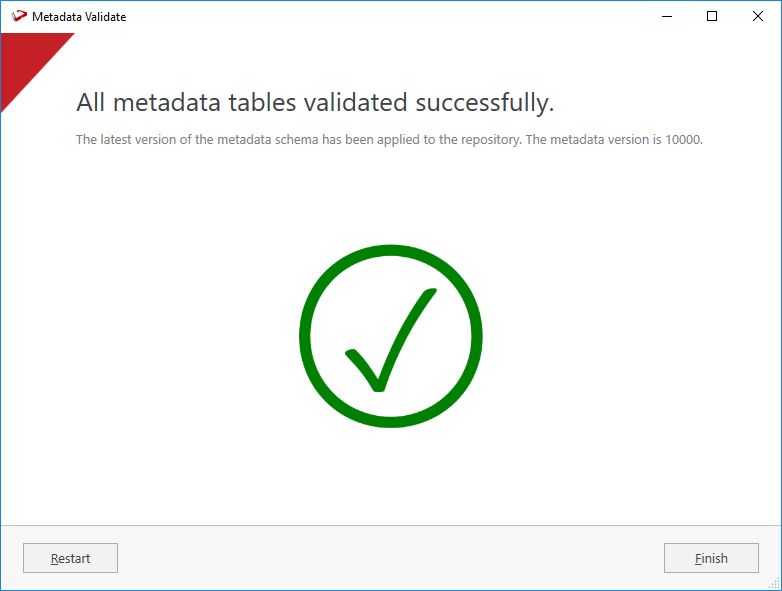 Metadata Validate
All metadata tables validated successfully.
The latest version of the metadata schema has been applied to the repository. The metadata version is 10000.
Restart
Finish